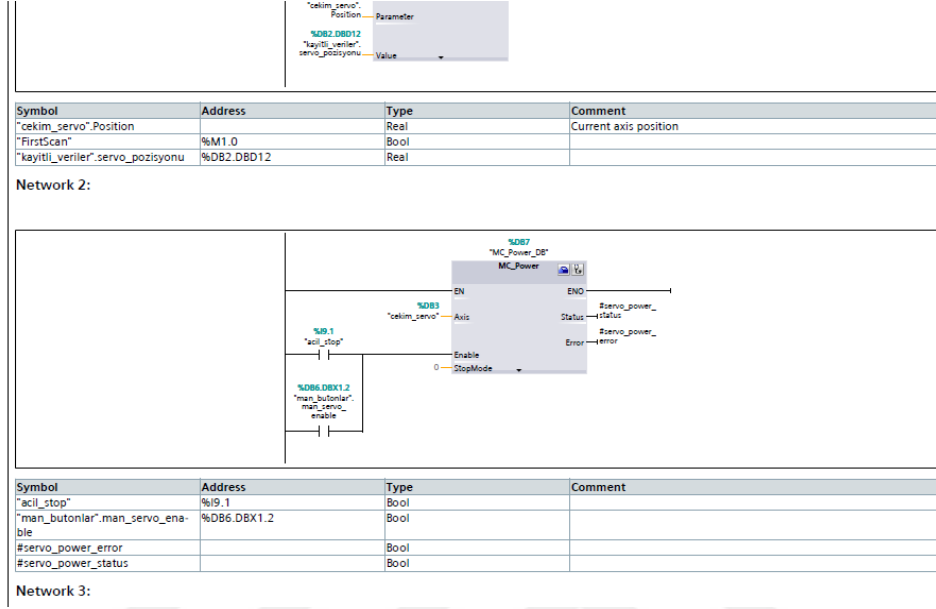 "cekim_servo".
Position
Parameter
%DB2.DBD12
"kayitli_veriler".
servo_pozisyonu
Value
Symbol Address Type Comment
"cekim_servo".Position Real Current axis position
"FirstScan" %M1.0 Bool
"kayitli_veriler".servo_pozisyonu %DB2.DBD12 Real
Network 2:
%DB7
"MC_Power_DB"
MC_Power
EN ENO
%DB3
"cekim_servo" Axis
Status
#servo_power_
status
%I9.1
"acil_stop"
Error
#servo_power_
error
Enable
0 StopMode
%DB6.DBX1.2
"man_butonlar".
man_servo_
enable
Symbol Address Type Comment
"acil_stop" %I9.1 Bool
"man_butonlar".man_servo_ena- %DB6.DBX1.2 Bool
ble
#servo_power_error Bool
#servo_power_status Bool
Network 3: